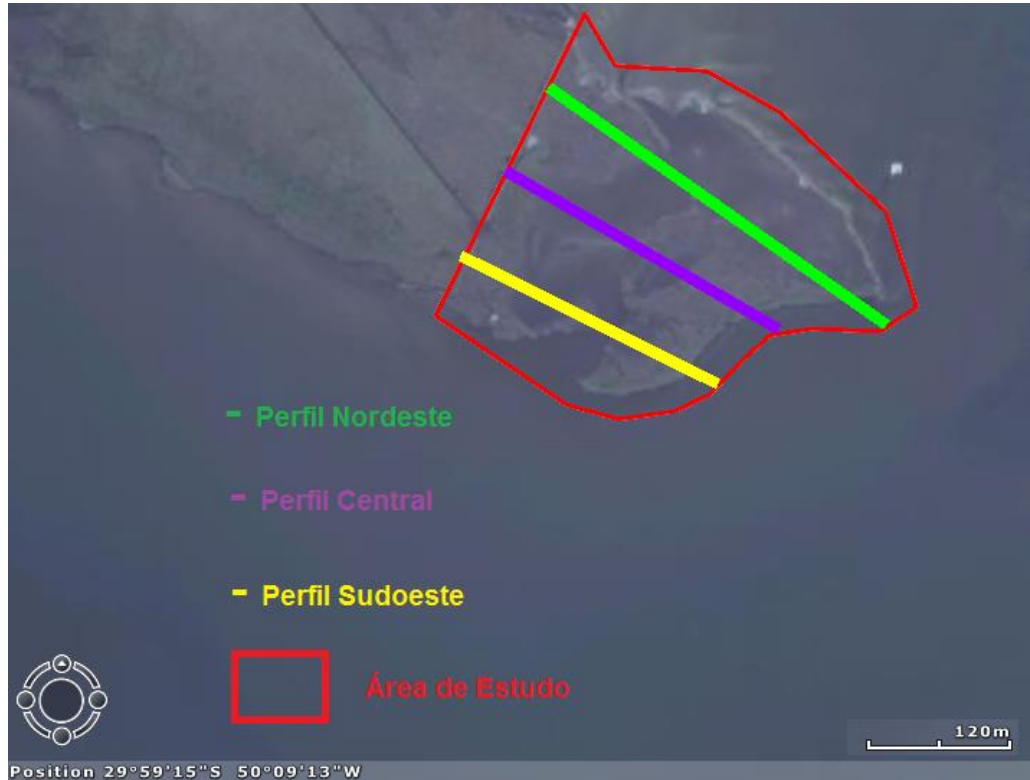 - Perfil Nordeste
- Perfil Central
- Perfil Sudoeste
Área de Estudo
120m
Position 29°59'15"S 50°09'13"W